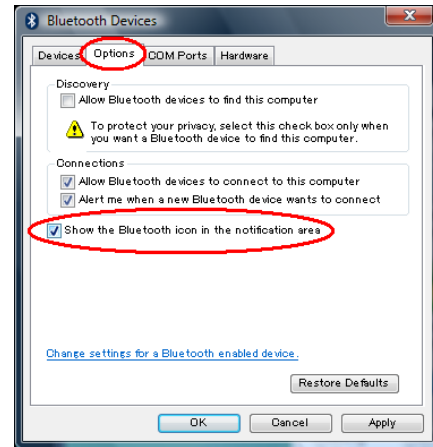 Bluetooth Devices
Devices Options COM Ports Hardware
Discovery
Allow Bluetooth devices to find this computer
To protect your privacy, select this check box only when
you want a Bluetooth device to find this computer.
Connections
Allow Bluetooth devices to connect to this computer
Alert me when a new Bluetooth device wants to connect
Show the Bluetooth icon in the notification area
Change settings for a Bluetooth enabled device.
Restore Defaults
OK Cancel Apply